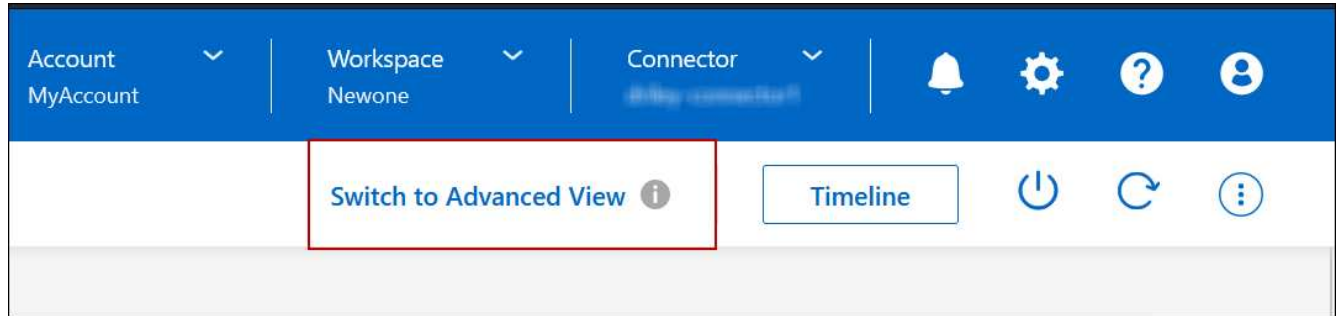 Account
MyAccount
Workspace
Newone
Connector
Switch to Advanced View
Timeline